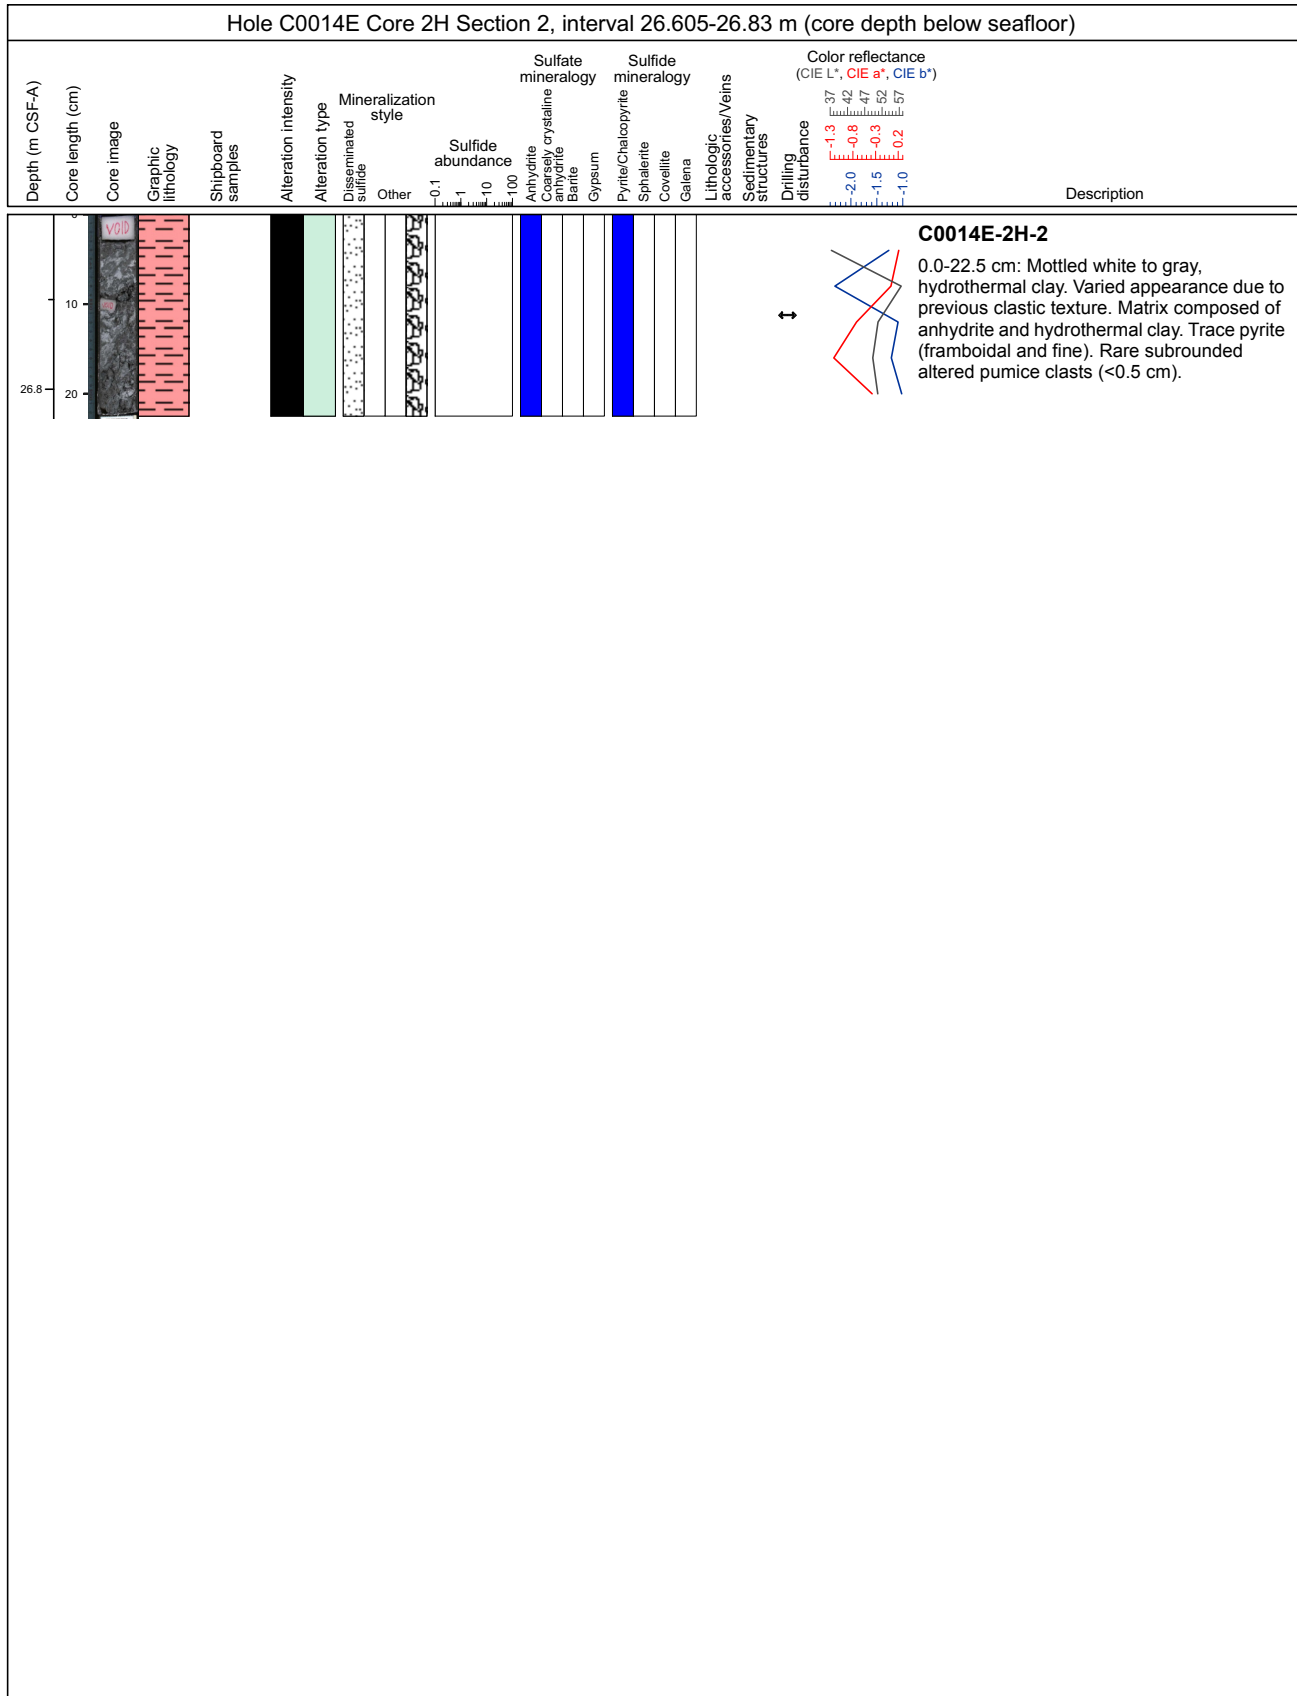 Hole C0014E Core 2H Section 2, interval 26.605-26.83 m (core depth below seafloor)
Depth (m CSF-A)
Core length (cm)
Core image
Graphic
lithology
Shipboard
samples
Alteration intensity
Alteration type
Mineralization
style
Disseminated
sulfide
Other
Sulfide
abundance
0.1
1
10
100
Sulfate
mineralogy
Anhydrite
Coarsely crystaline
anhydrite
Barite
Gypsum
Sulfide
mineralogy
Pyrite/Chalcopyrite
Sphalerite
Covellite
Galena
Lithologic
accessories/Veins
Sedimentary
structures
Drilling
disturbance
Color reflectance
(CIE L*, CIE a*, CIE b*)
37
42
47
52
57
-1.3
-0.8
-0.3
0.2
-2.0
-1.5
-1.0
Description
VOID
10
20
26.8
C0014E-2H-2
0.0-22.5 cm: Mottled white to gray,
hydrothermal clay. Varied appearance due to
previous clastic texture. Matrix composed of
anhydrite and hydrothermal clay. Trace pyrite
(framboidal and fine). Rare subrounded
altered pumice clasts (<0.5 cm).